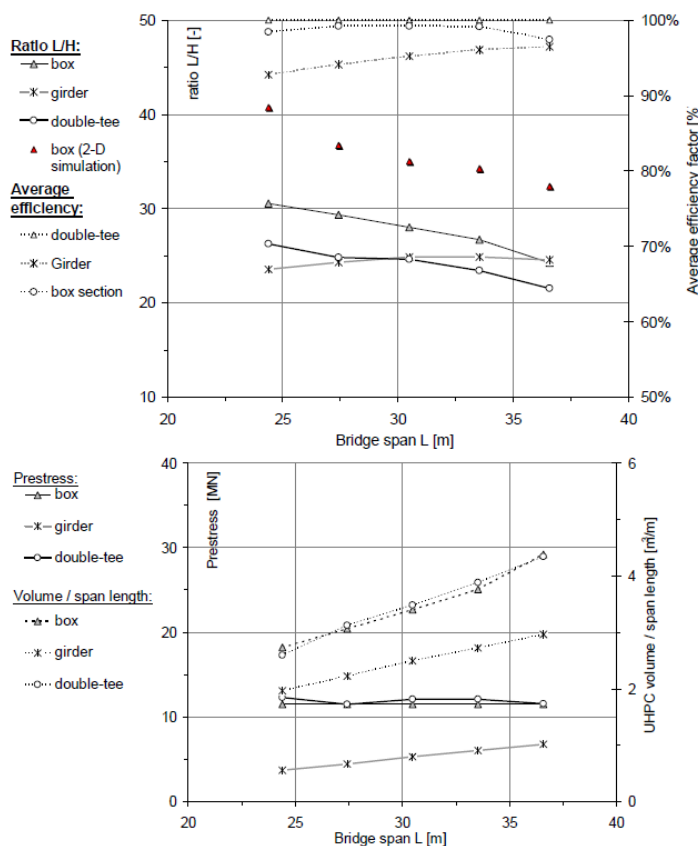 Ratio L/H:
box
girder
double-tee
box (2-D
simulation)
Average
efficiency:
double-tee
Girder
box section
50
40
30
20
10
ratio L/H [-]
100%
90%
80%
70%
60%
50%
Average efficiency factor [%
20 25 30 35 40
Bridge span L [m]
Prestress:
box
girder
double-tee
Volume / span length:
box
girder
double-tee
40
30
20
10
0
Prestress [MN]
6
4
2
0
UHPC volume / span length [m³/m]
20 25 30 35 40
Bridge span L [m]